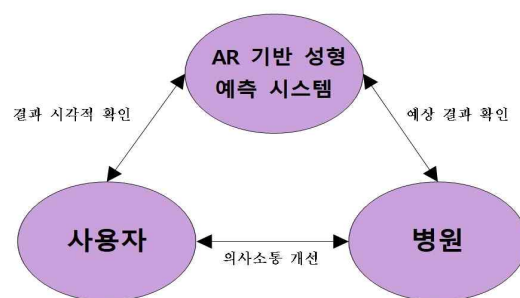 AR 기반 성형
예측 시스템
결과 시각적 확인
예상 결과 확인
사용자
병원
의사소통 개선